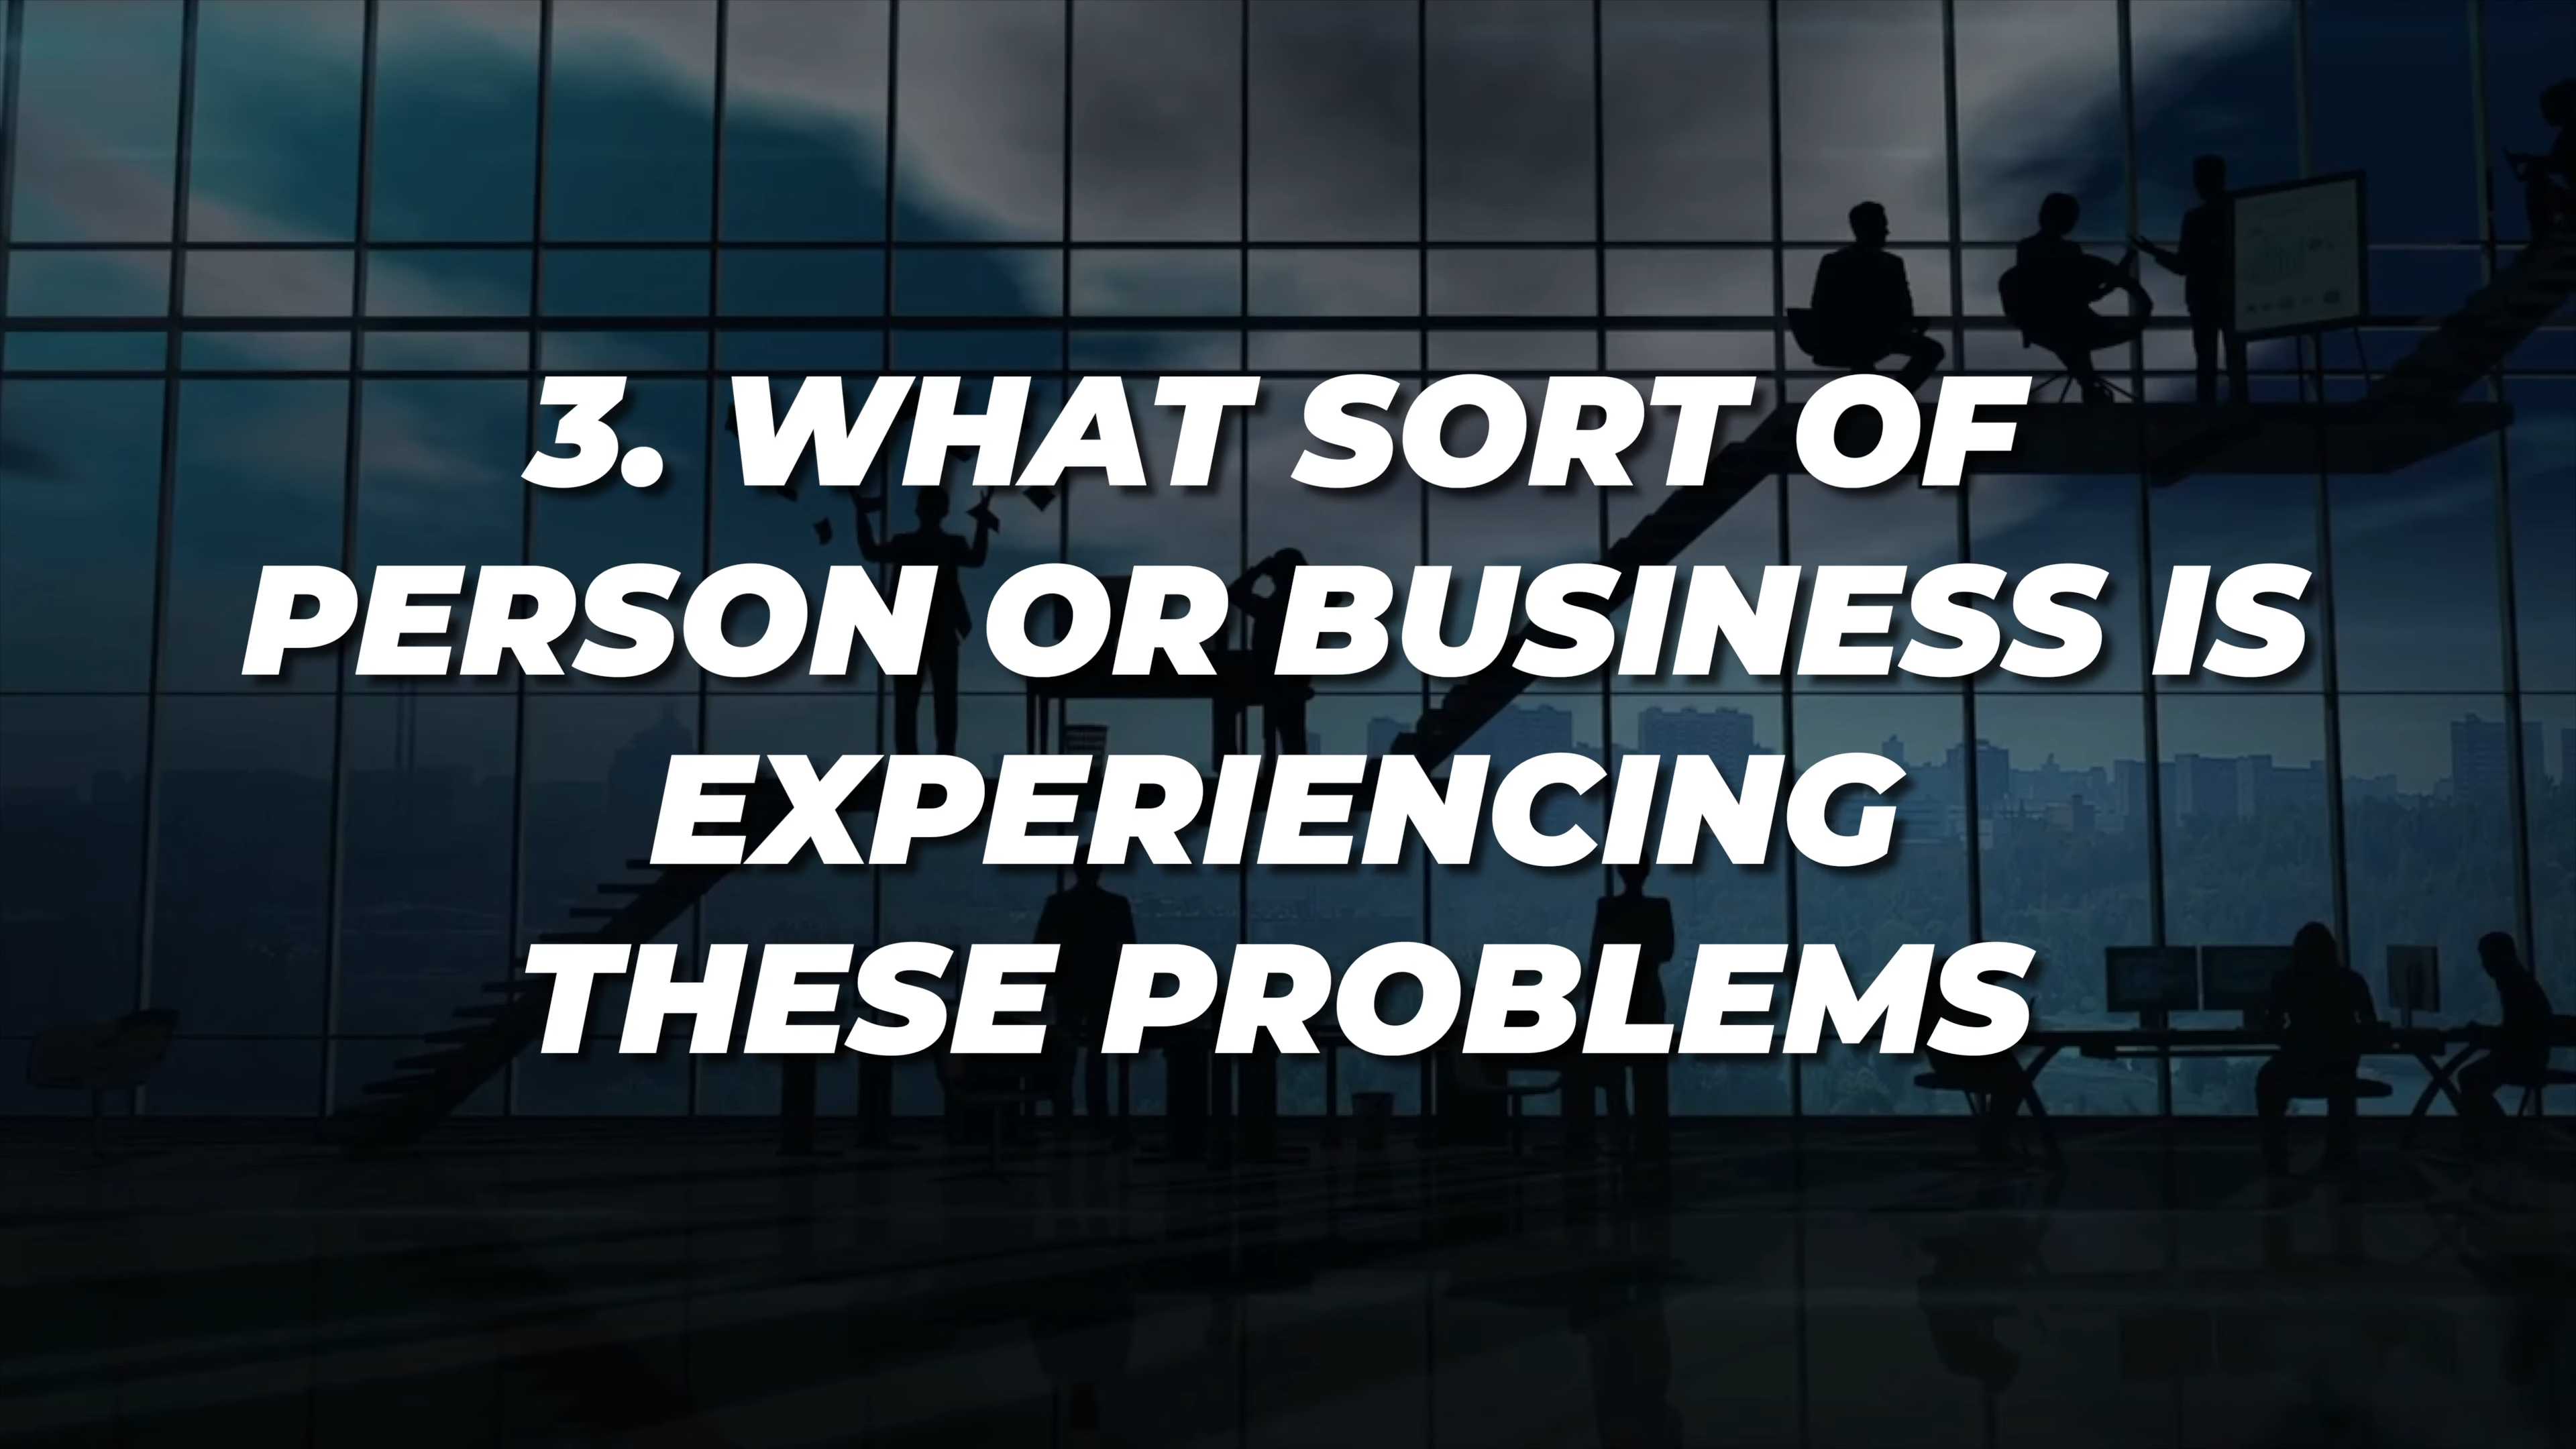 3. WHAT SORT OF
PERSON OR BUSINESS IS
EXPERIENCING
THESE PROBLEMS